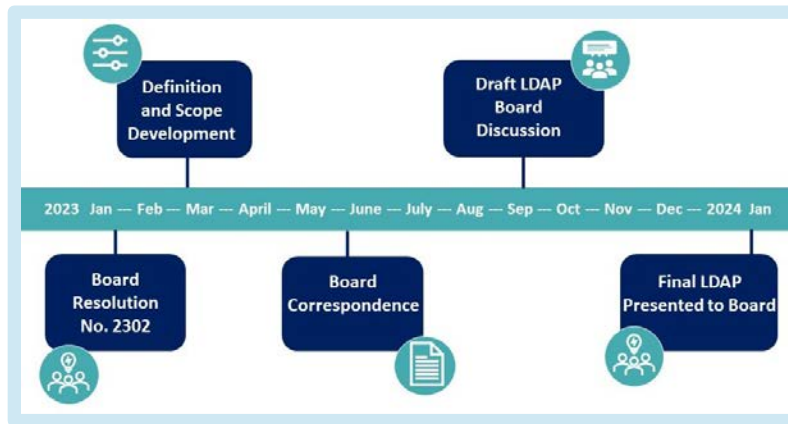 Definition
and Scope
Development
Draft LDAP
Board
Discussion
2023 Jan --- Feb --- Mar --- April --- May --- June --- July --- Aug --- Sep --- Oct --- Nov --- Dec --- 2024 Jan
Board
Resolution
No. 2302
Board
Correspondence
Final LDAP
Presented to Board